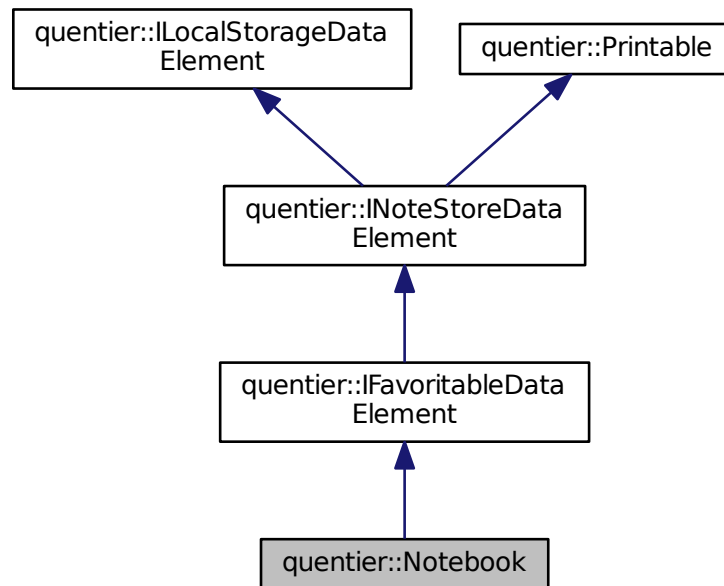 quentier::ILocalStorageData
Element
quentier::Printable
quentier::INoteStoreData
Element
quentier::IFavoritableData
Element
quentier::Notebook